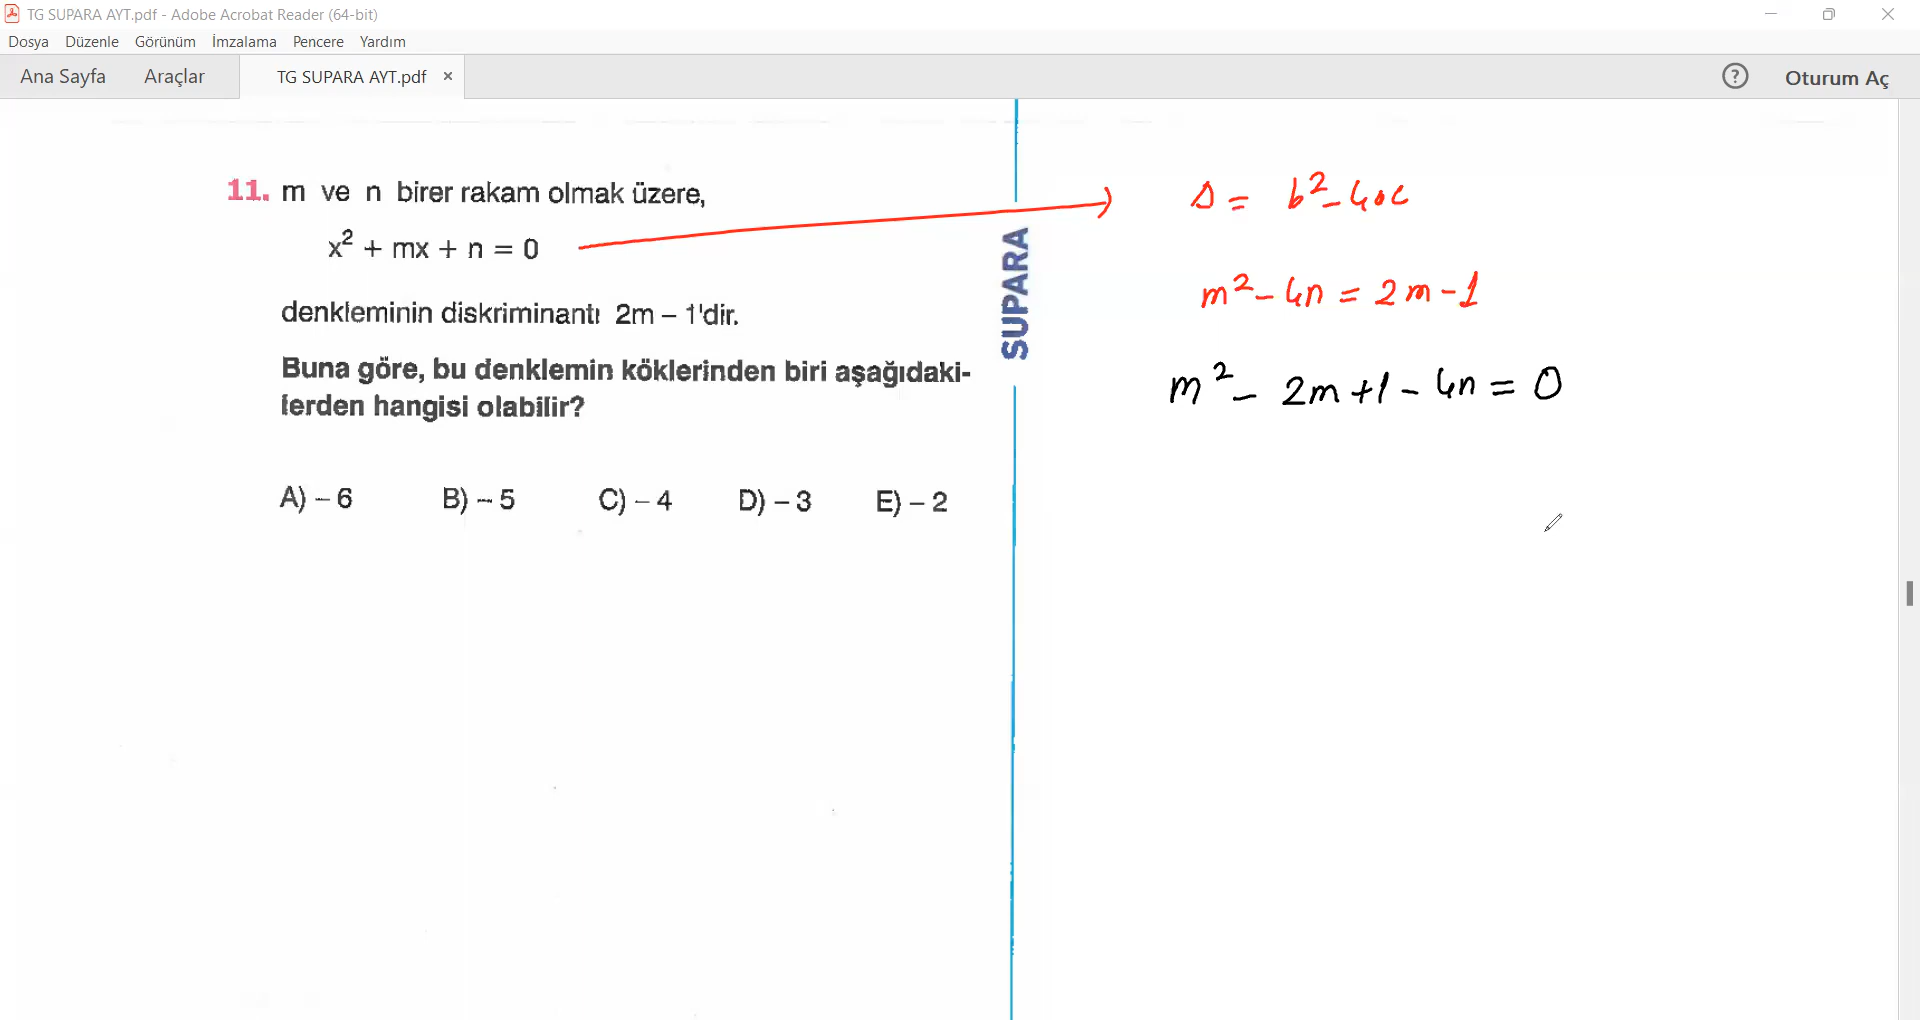 TG SUPARA AYT.pdf - Adobe Acrobat Reader (64-bit)
Dosya Düzenle Görünüm İmzalama Pencere Yardım
Ana Sayfa Araçlar TG SUPARA AYT.pdf × ? Oturum Aç
11. m ve n birer rakam olmak üzere,
x² + mx + n = 0
denkleminin diskriminantı 2m – 1'dir.
Buna göre, bu denklemin köklerinden biri aşağıdaki-
lerden hangisi olabilir?
A) – 6 B) – 5 C) – 4 D) – 3 E) – 2
SUPARA
Δ = b² - 4ac
m² - 4n = 2m - 1
m² - 2m + 1 - 4n = 0